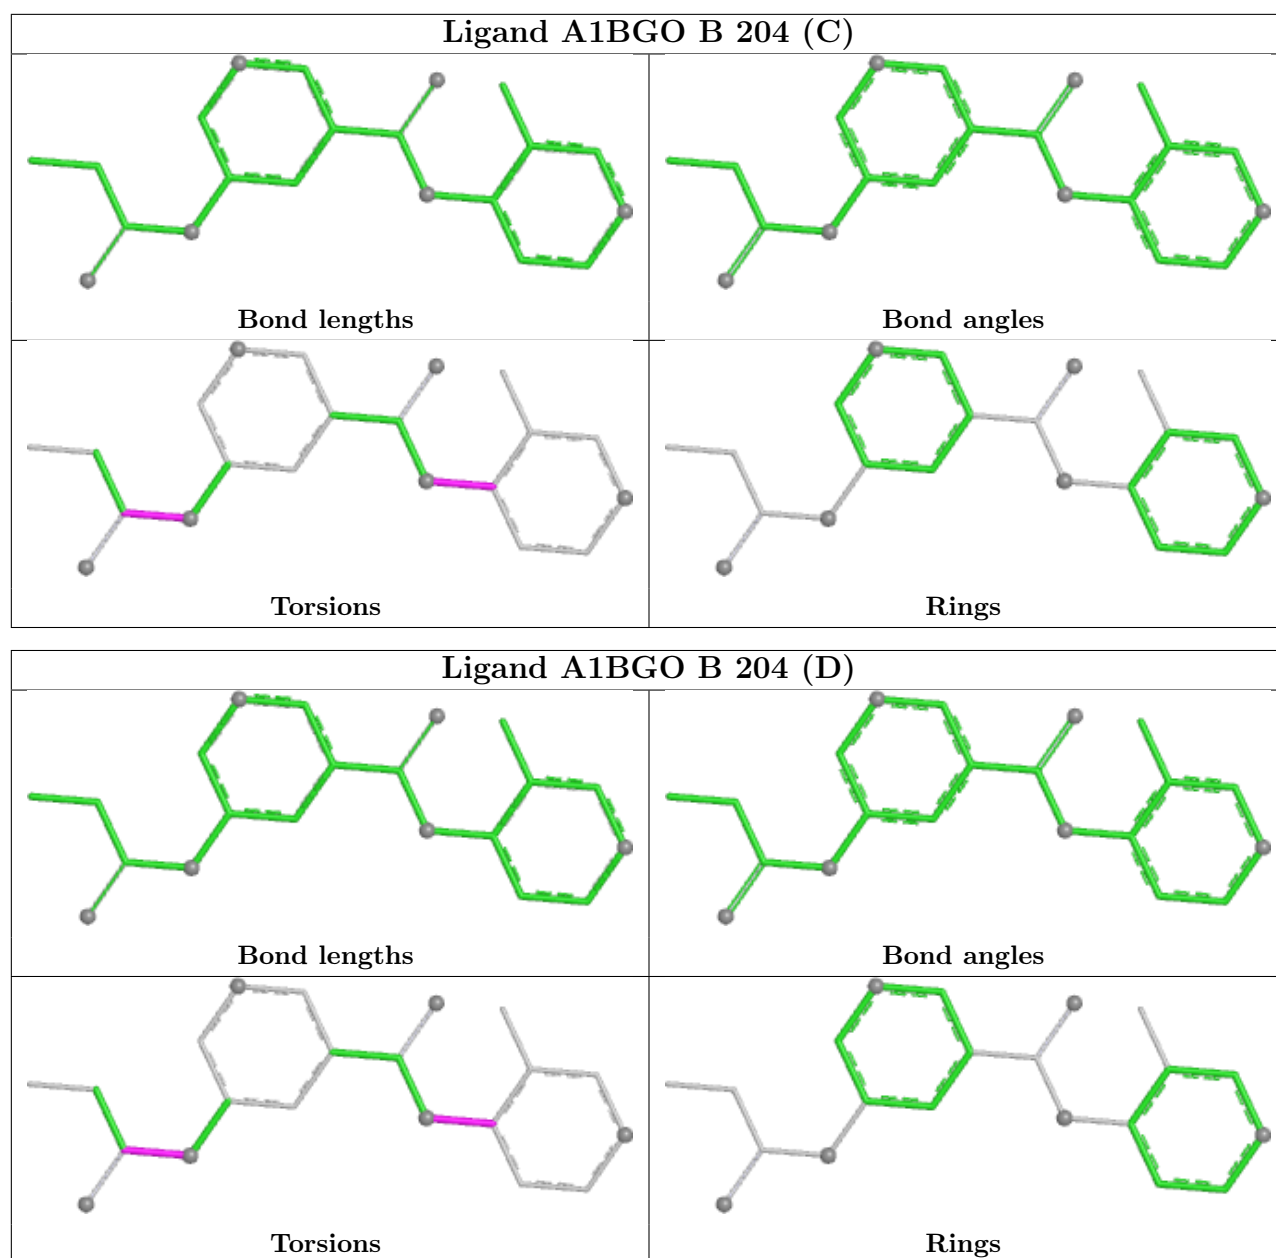 Ligand A1BGO B 204 (C)
Bond lengths
Bond angles
Torsions
Rings
Ligand A1BGO B 204 (D)
Bond lengths
Bond angles
Torsions
Rings